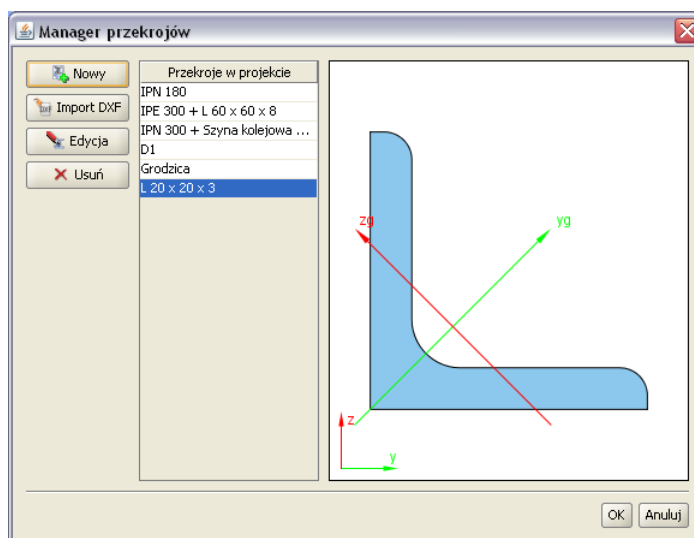 Manager przekrojów
Nowy
Import DXF
Edycja
Usuń
Przekroje w projekcie
IPN 180
IPE 300 + L 60 x 60 x 8
IPN 300 + Szyna kolejowa ...
D1
Grodzica
L 20 x 20 x 3
zg
yg
z
y
OK
Anuluj